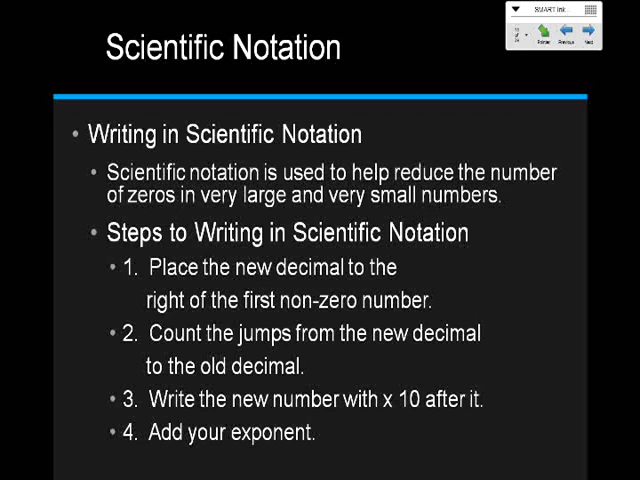 Scientific Notation
SMART Ink...
Pointer Previous Next
• Writing in Scientific Notation
• Scientific notation is used to help reduce the number
of zeros in very large and very small numbers.
• Steps to Writing in Scientific Notation
• 1. Place the new decimal to the
right of the first non-zero number.
• 2. Count the jumps from the new decimal
to the old decimal.
• 3. Write the new number with x 10 after it.
• 4. Add your exponent.